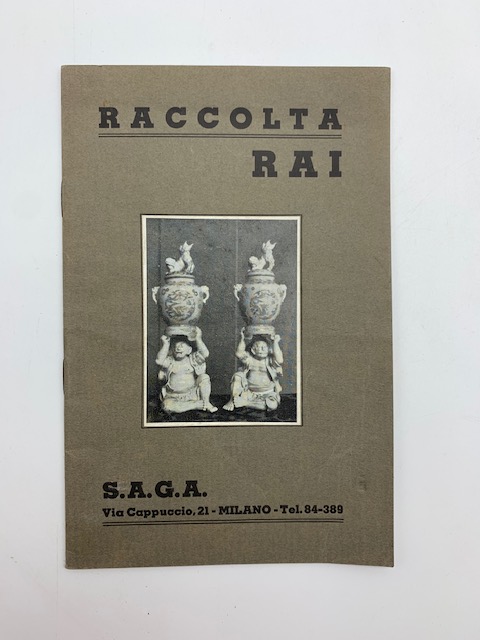 RACCOLTA
RAI
S.A.G.A.
Via Cappuccio, 21 - MILANO - Tel. 84-389